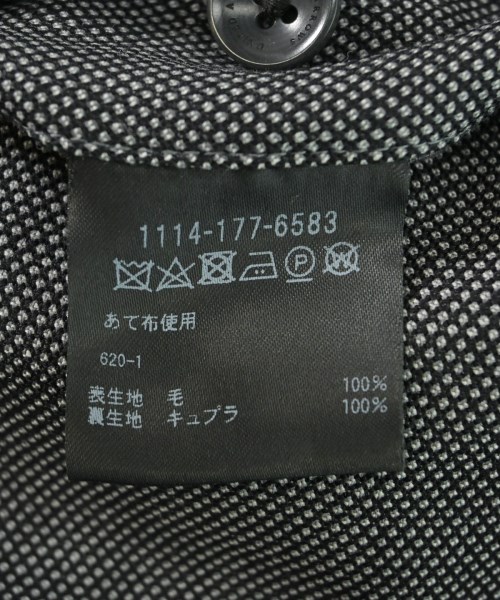 1114-177-6583
P W
あて布使用
620-1
表生地 毛 100%
裏生地 キュプラ 100%